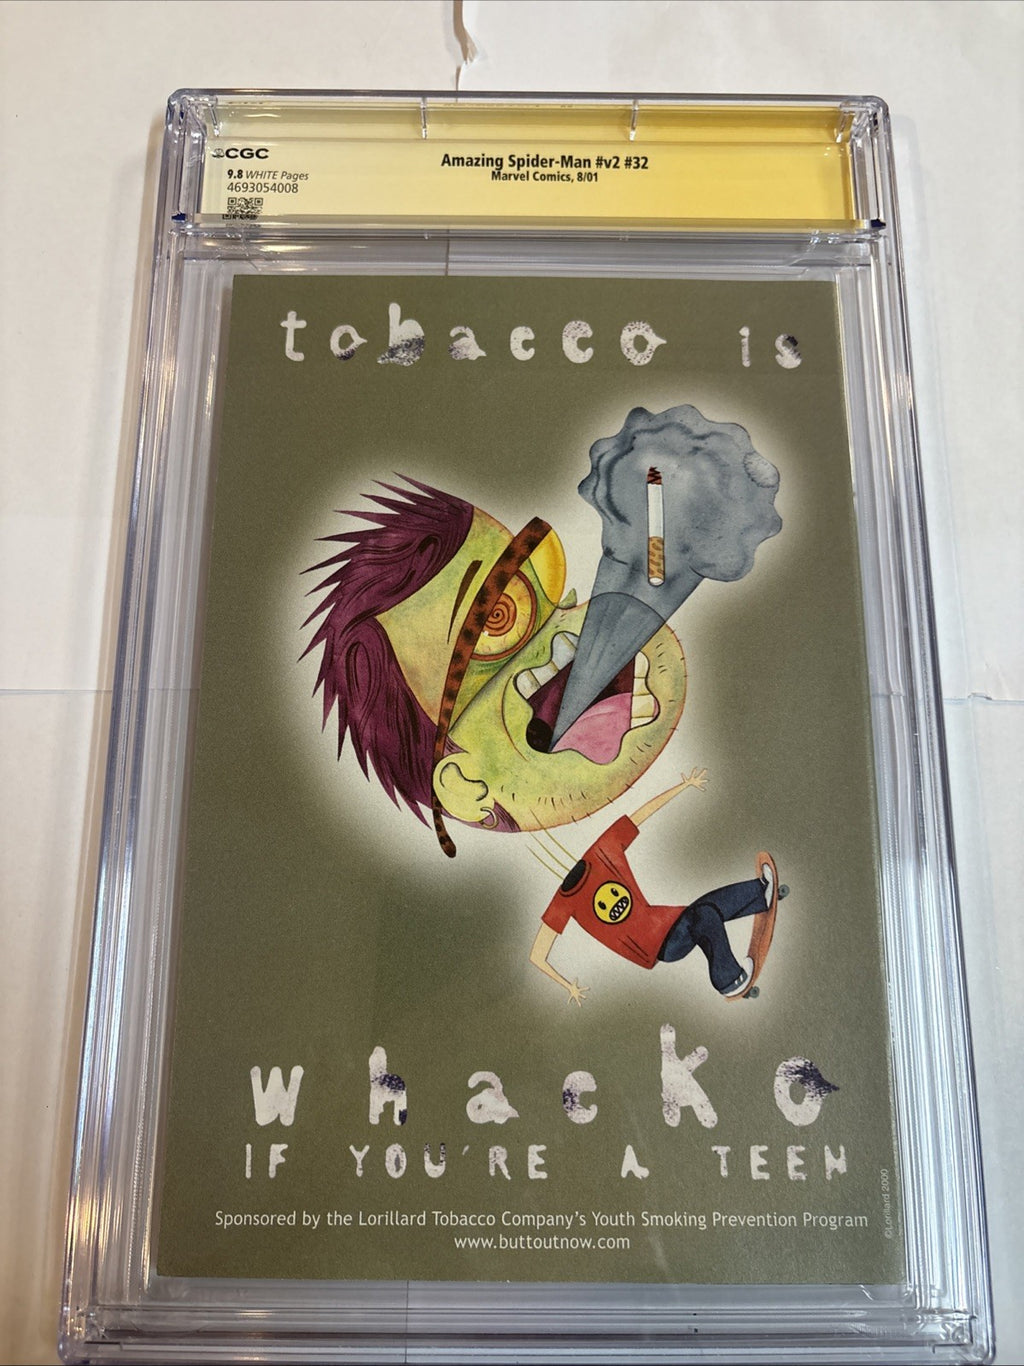 CGC
Amazing Spider-Man #v2 #32
Marvel Comics, 8/01
9.8 WHITE Pages
4693054008
tobacco is
whacko
IF YOU'RE A TEEN
©Lorillard 2000
Sponsored by the Lorillard Tobacco Company's Youth Smoking Prevention Program
www.buttoutnow.com